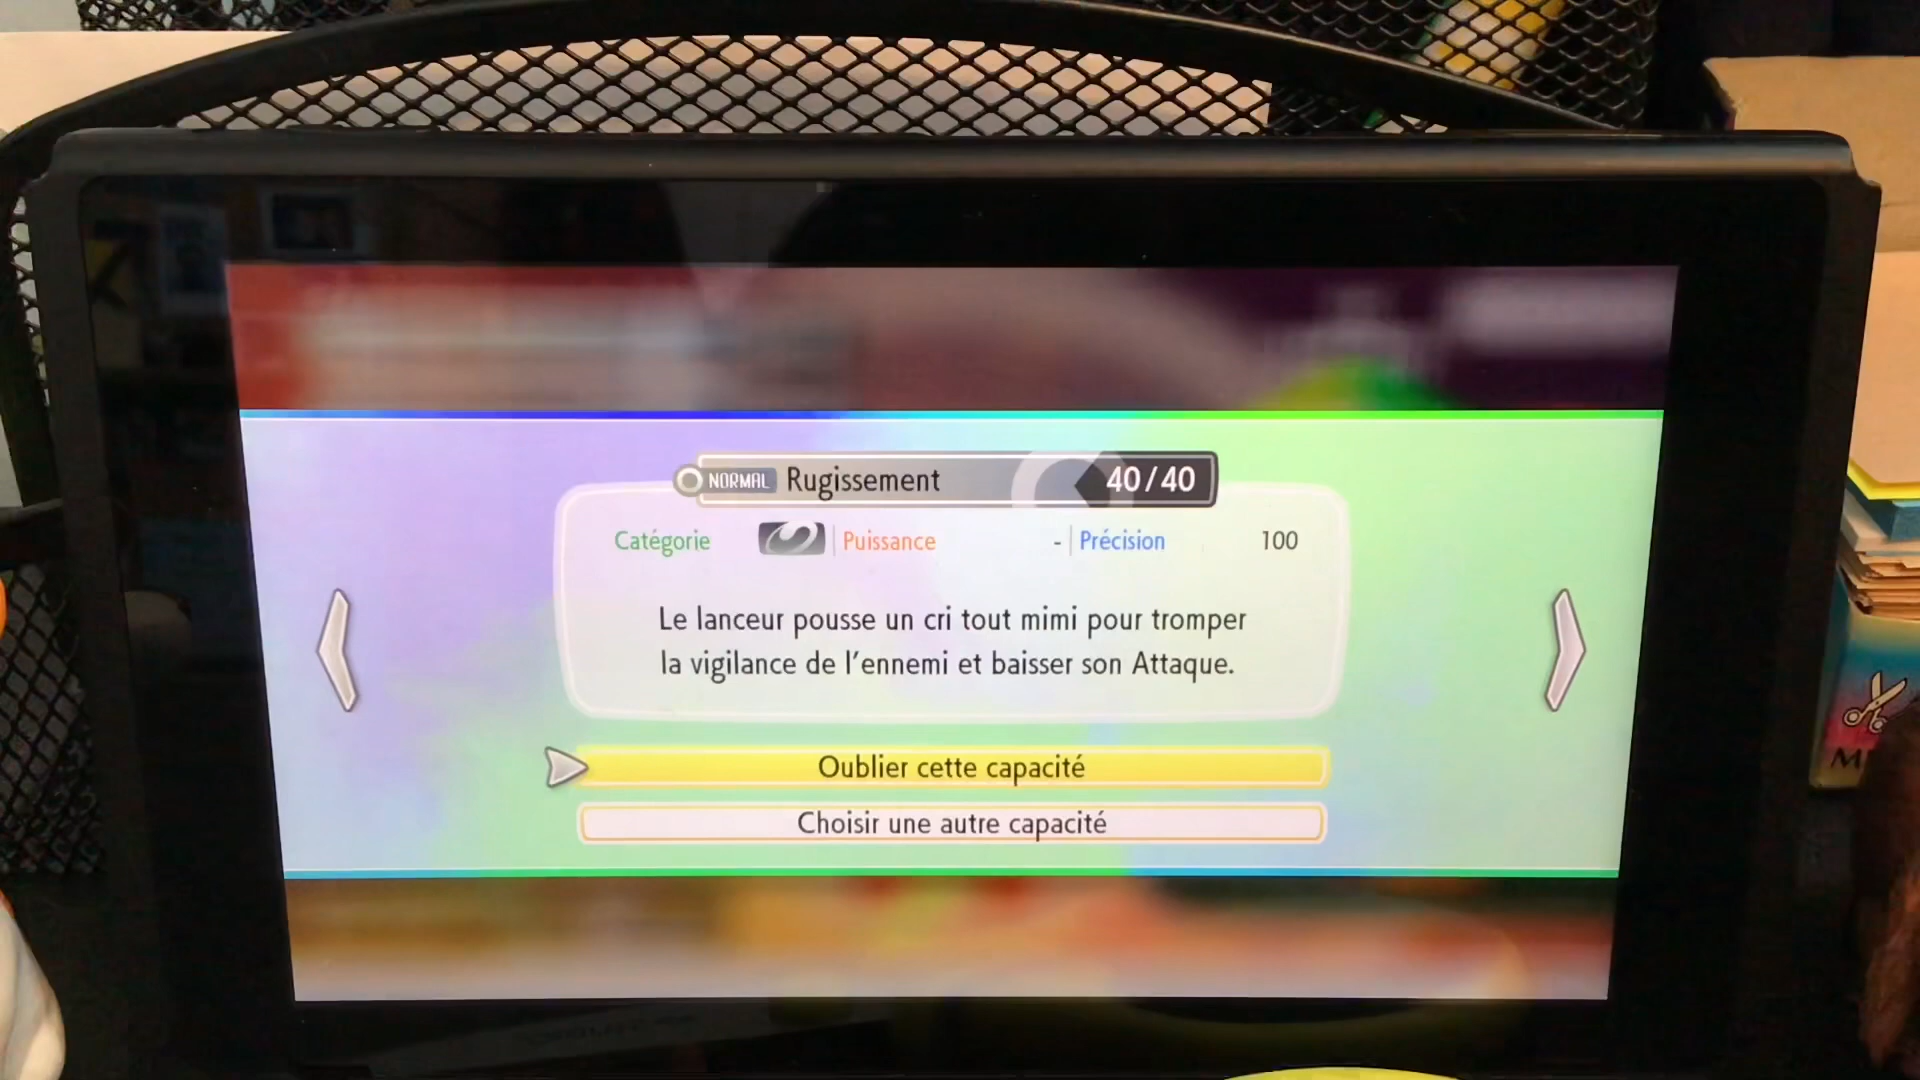 NORMAL Rugissement 40/40
Catégorie Puissance - Précision 100
Le lanceur pousse un cri tout mimi pour tromper
la vigilance de l'ennemi et baisser son Attaque.
Oublier cette capacité
Choisir une autre capacité